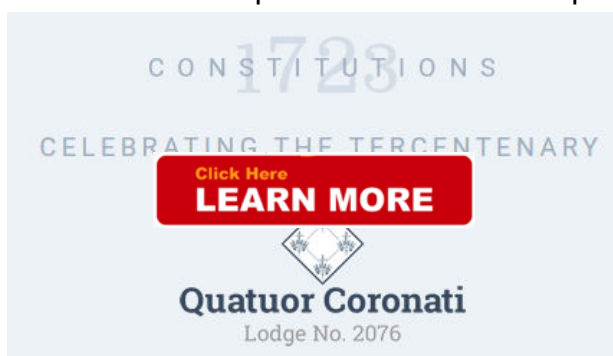 1723
CONSTITUTIONS
CELEBRATING THE TERCENTENARY
Click Here
LEARN MORE
Quatuor Coronati
Lodge No. 2076